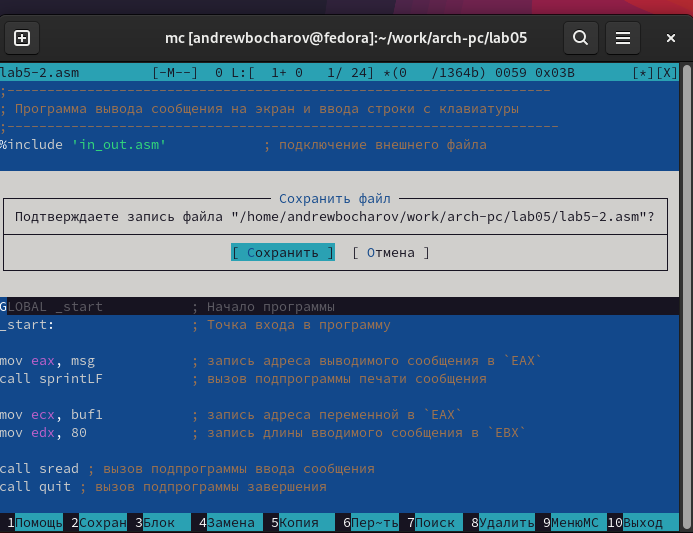 mc [andrewbocharov@fedora]:~/work/arch-pc/lab05
lab5-2.asm [-M--] 0 L:[ 1+ 0 1/ 24] *(0 /1364b) 0059 0x03B [*][X]
;--------------------------------------------------------------------
; Программа вывода сообщения на экран и ввода строки с клавиатуры
;---------------------------------------------------------------------
%include 'in_out.asm' ; подключение внешнего файла
Сохранить файл
Подтверждаете запись файла "/home/andrewbocharov/work/arch-pc/lab05/lab5-2.asm"?
[ Сохранить ] [ Отмена ]
GLOBAL _start ; Начало программы
_start: ; Точка входа в программу
mov eax, msg ; запись адреса выводимого сообщения в `EAX`
call sprintLF ; вызов подпрограммы печати сообщения
mov ecx, buf1 ; запись адреса переменной в `EAX`
mov edx, 80 ; запись длины вводимого сообщения в `EBX`
call sread ; вызов подпрограммы ввода сообщения
call quit ; вызов подпрограммы завершения
1Помощь 2Сохран 3Блок 4Замена 5Копия 6Пер~ть 7Поиск 8Удалить 9МенюМС 10Выход